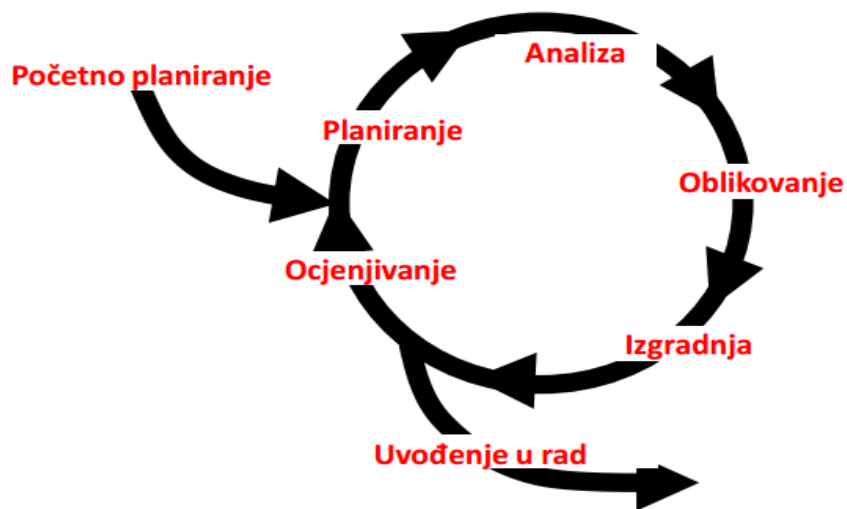 Početno planiranje
Planiranje
Analiza
Oblikovanje
Izgradnja
Ocjenjivanje
Uvođenje u rad